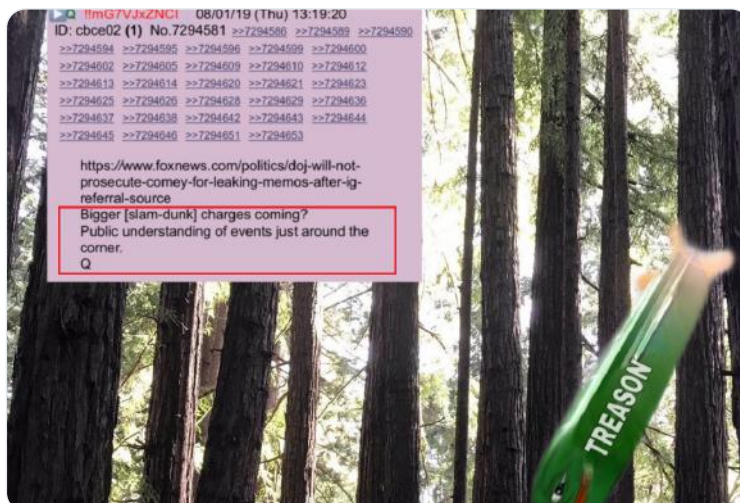 Q !!mG7VJxZNCI 08/01/19 (Thu) 13:19:20
ID: cbce02 (1) No.7294581 >>7294586 >>7294589 >>7294590
>>7294594 >>7294595 >>7294596 >>7294599 >>7294600
>>7294602 >>7294605 >>7294609 >>7294610 >>7294612
>>7294613 >>7294614 >>7294620 >>7294621 >>7294623
>>7294625 >>7294626 >>7294628 >>7294629 >>7294636
>>7294637 >>7294638 >>7294642 >>7294643 >>7294644
>>7294645 >>7294646 >>7294651 >>7294653
https://www.foxnews.com/politics/doj-will-not-
prosecute-comey-for-leaking-memos-after-ig-
referral-source
Bigger [slam-dunk] charges coming?
Public understanding of events just around the
corner.
Q
TREASON